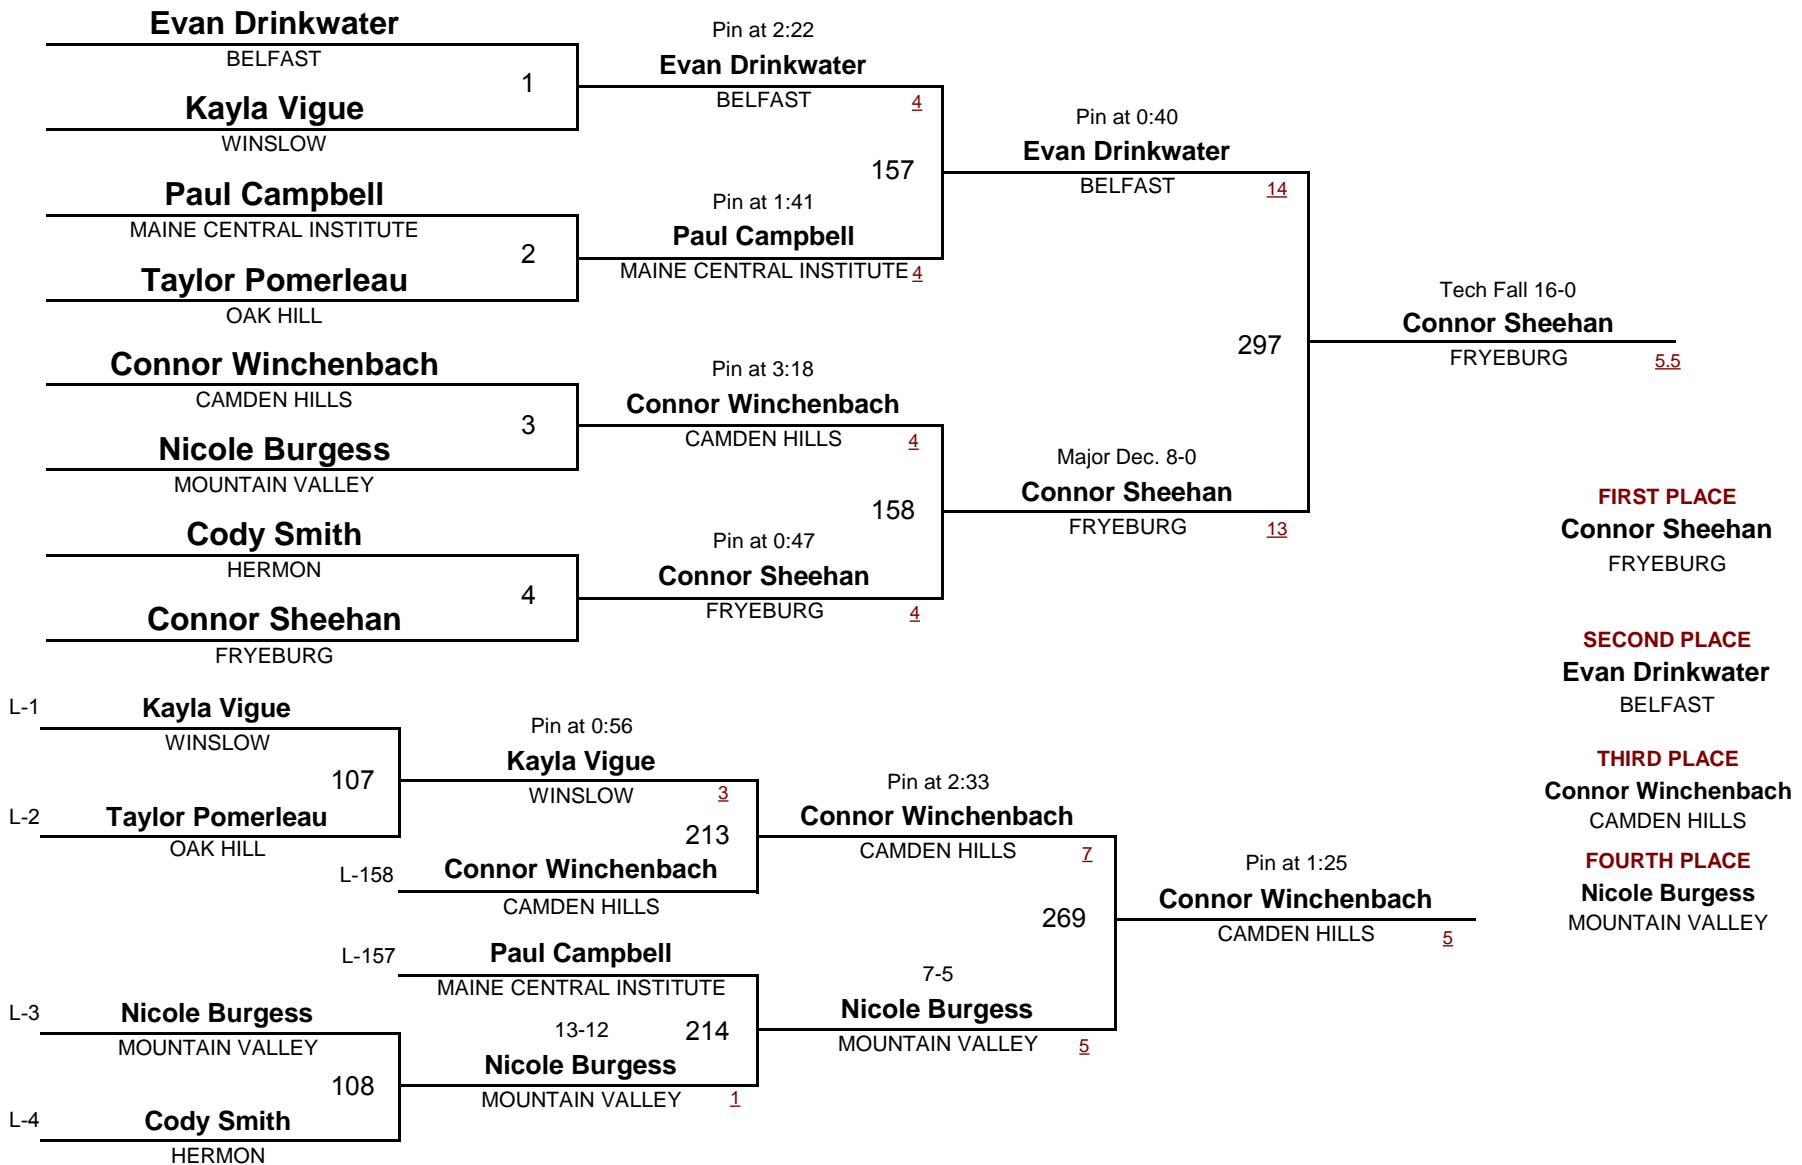 Evan Drinkwater
BELFAST
1
Kayla Vigue
WINSLOW
Paul Campbell
MAINE CENTRAL INSTITUTE
2
Taylor Pomerleau
OAK HILL
Connor Winchenbach
CAMDEN HILLS
3
Nicole Burgess
MOUNTAIN VALLEY
Cody Smith
HERMON
4
Connor Sheehan
FRYEBURG
Pin at 2:22
Evan Drinkwater
BELFAST 4
157
Pin at 1:41
Paul Campbell
MAINE CENTRAL INSTITUTE 4
Pin at 3:18
Connor Winchenbach
CAMDEN HILLS 4
158
Pin at 0:47
Connor Sheehan
FRYEBURG 4
Pin at 0:40
Evan Drinkwater
BELFAST 14
297
Major Dec. 8-0
Connor Sheehan
FRYEBURG 13
Tech Fall 16-0
Connor Sheehan
FRYEBURG 5.5
FIRST PLACE
Connor Sheehan
FRYEBURG
SECOND PLACE
Evan Drinkwater
BELFAST
THIRD PLACE
Connor Winchenbach
CAMDEN HILLS
FOURTH PLACE
Nicole Burgess
MOUNTAIN VALLEY
L-1 Kayla Vigue
WINSLOW
107
L-2 Taylor Pomerleau
OAK HILL
Pin at 0:56
Kayla Vigue
WINSLOW 3
213
L-158 Connor Winchenbach
CAMDEN HILLS
L-157 Paul Campbell
MAINE CENTRAL INSTITUTE
L-3 Nicole Burgess
MOUNTAIN VALLEY
108
L-4 Cody Smith
HERMON
13-12 214
Nicole Burgess
MOUNTAIN VALLEY 1
Pin at 2:33
Connor Winchenbach
CAMDEN HILLS 7
269
7-5
Nicole Burgess
MOUNTAIN VALLEY 5
Pin at 1:25
Connor Winchenbach
CAMDEN HILLS 5